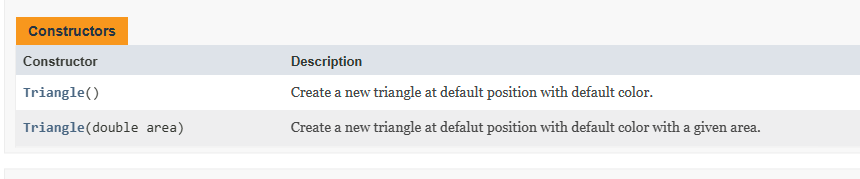 Constructors
Constructor Description
Triangle() Create a new triangle at default position with default color.
Triangle(double area) Create a new triangle at defalut position with default color with a given area.